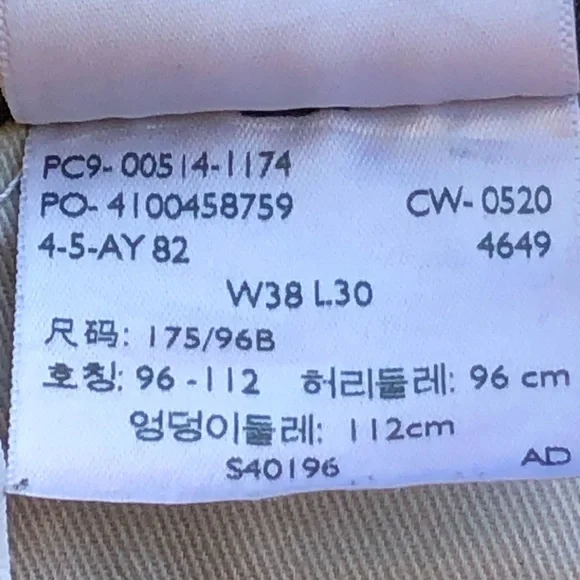 PC9-00514-1174
PO-4100458759 CW-0520
4-5-AY 82 4649
W38 L30
尺码: 175/96B
호칭: 96-112 허리둘레: 96 cm
엉덩이둘레: 112cm
S40196 AD